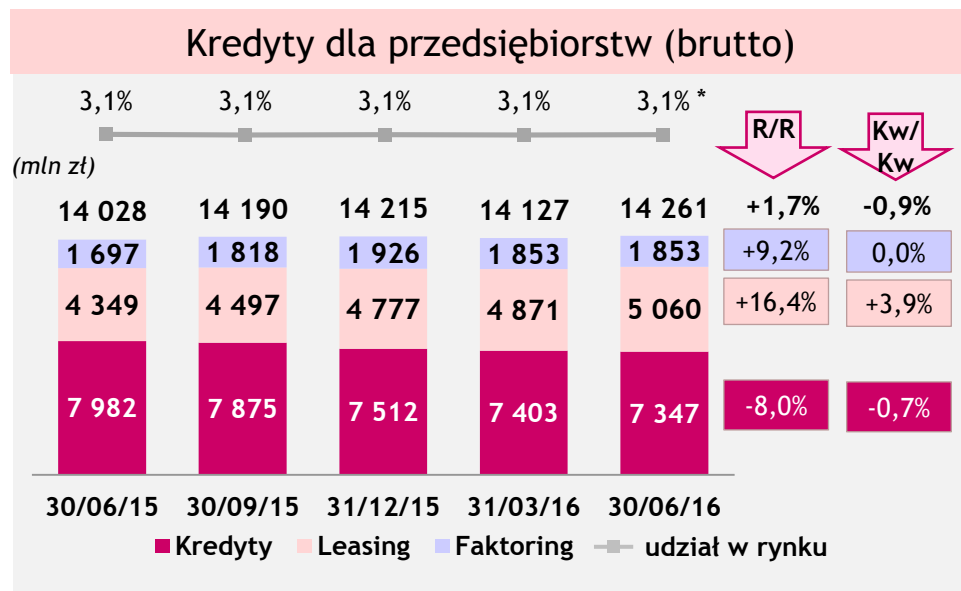 Kredyty dla przedsiębiorstw (brutto)
3,1% 3,1% 3,1% 3,1% 3,1% *
R/R Kw/
Kw
(mln zł)
14 028 14 190 14 215 14 127 14 261 +1,7% -0,9%
1 697 1 818 1 926 1 853 1 853 +9,2% 0,0%
4 349 4 497 4 777 4 871 5 060 +16,4% +3,9%
7 982 7 875 7 512 7 403 7 347 -8,0% -0,7%
30/06/15 30/09/15 31/12/15 31/03/16 30/06/16
Kredyty Leasing Faktoring udział w rynku